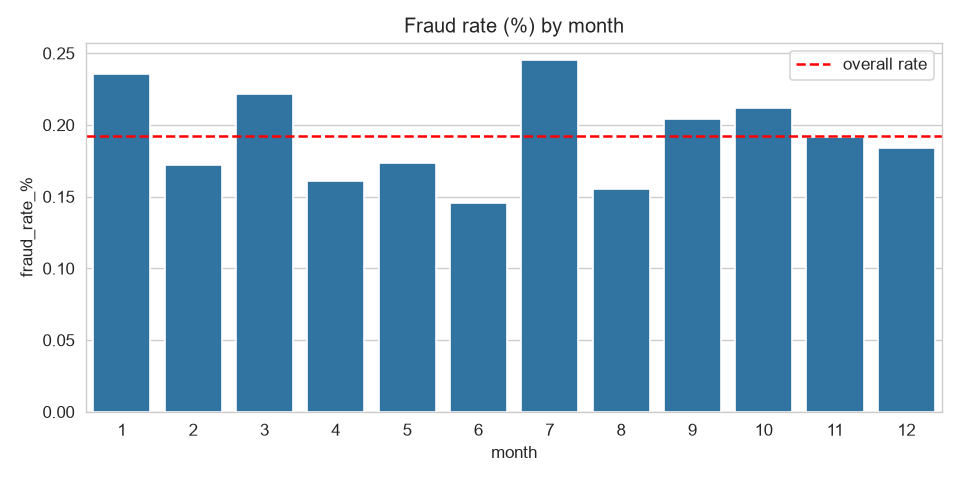 Fraud rate (%) by month
overall rate
fraud_rate_%
0.25
0.20
0.15
0.10
0.05
0.00
1 2 3 4 5 6 7 8 9 10 11 12
month